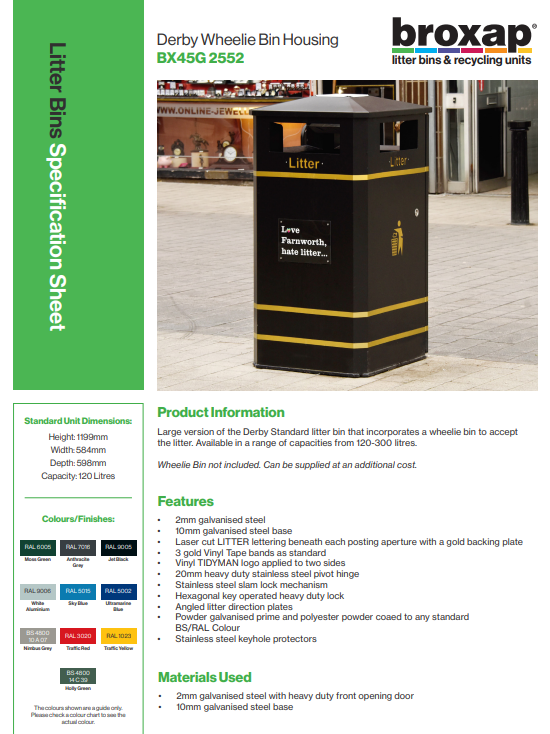 Litter Bins Specification Sheet
Derby Wheelie Bin Housing
BX45G 2552
broxap®
litter bins & recycling units
WWW.ONLINE-JEWELL
·Litter·
·Litter·
Love
Farnworth,
hate litter...
Standard Unit Dimensions:
Height: 1199mm
Width: 584mm
Depth: 598mm
Capacity: 120 Litres
Colours/Finishes:
RAL 6005 RAL 7016 RAL 9005
Moss Green Anthracite Grey Jet Black
RAL 9006 RAL 5015 RAL 5002
White Aluminium Sky Blue Ultramarine Blue
BS 4800 10 A 07 RAL 3020 RAL 1023
Nimbus Grey Traffic Red Traffic Yellow
BS 4800
14 C 39
Holly Green
The colours shown are a guide only.
Please check a colour chart to see the
actual colour.
Product Information
Large version of the Derby Standard litter bin that incorporates a wheelie bin to accept
the litter. Available in a range of capacities from 120-300 litres.
Wheelie Bin not included. Can be supplied at an additional cost.
Features
• 2mm galvanised steel
• 10mm galvanised steel base
• Laser cut LITTER lettering beneath each posting aperture with a gold backing plate
• 3 gold Vinyl Tape bands as standard
• Vinyl TIDYMAN logo applied to two sides
• 20mm heavy duty stainless steel pivot hinge
• Stainless steel slam lock mechanism
• Hexagonal key operated heavy duty lock
• Angled litter direction plates
• Powder galvanised prime and polyester powder coaed to any standard
BS/RAL Colour
• Stainless steel keyhole protectors
Materials Used
• 2mm galvanised steel with heavy duty front opening door
• 10mm galvanised steel base